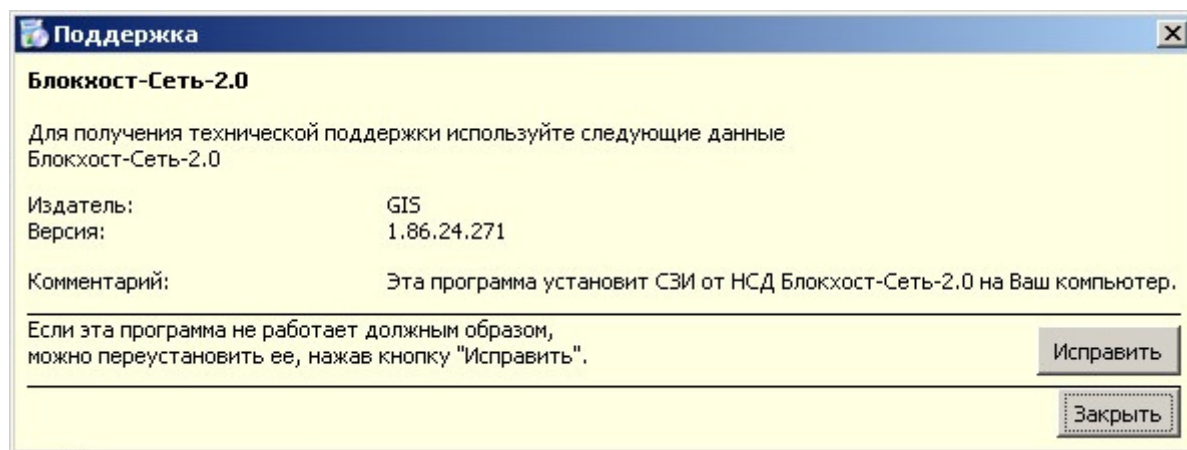 Поддержка
Блокхост-Сеть-2.0
Для получения технической поддержки используйте следующие данные
Блокхост-Сеть-2.0
Издатель: GIS
Версия: 1.86.24.271
Комментарий: Эта программа установит СЗИ от НСД Блокхост-Сеть-2.0 на Ваш компьютер.
Если эта программа не работает должным образом,
можно переустановить ее, нажав кнопку "Исправить".
Исправить
Закрыть